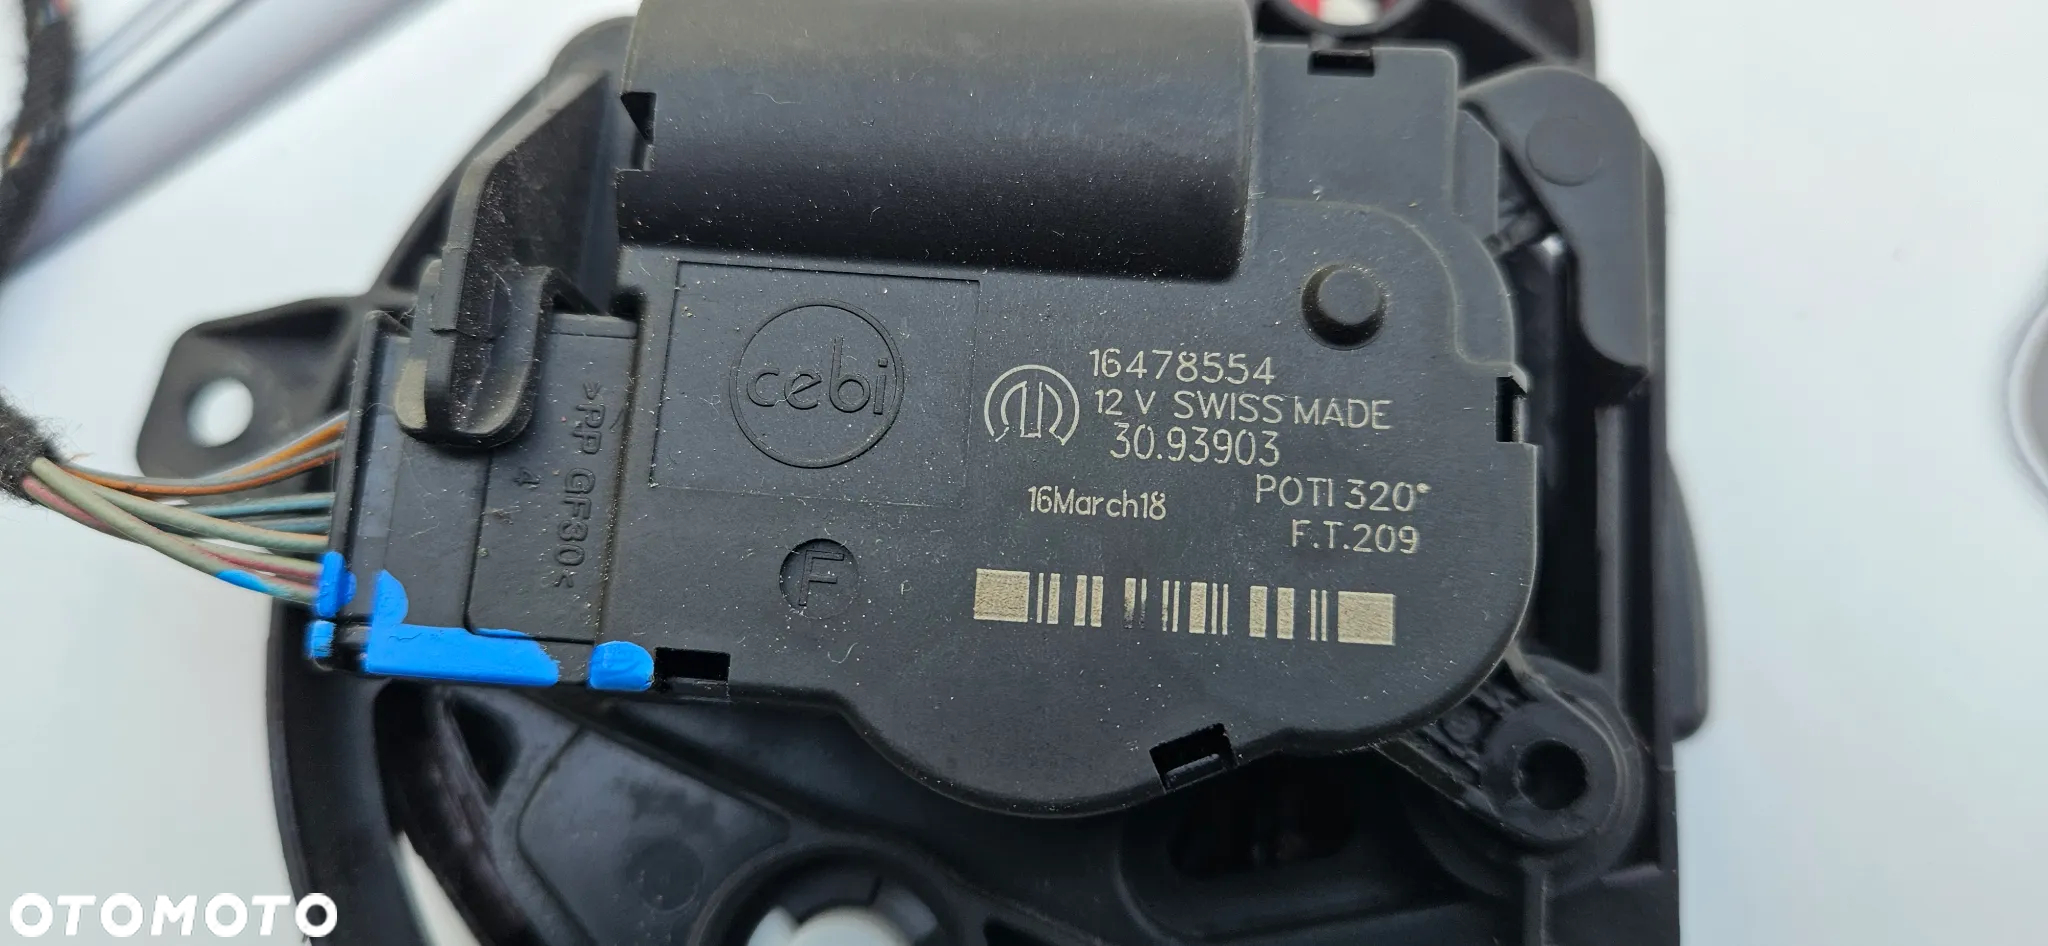 cebi
16478554
12 V SWISS MADE
30.93903
16March18
POTI 320°
F.T.209
F
>PP GF30<
4
OTOMOTO